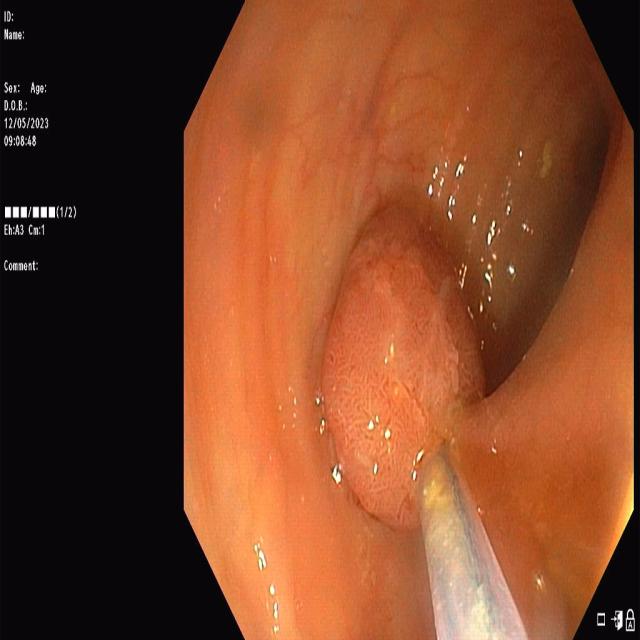 ID:
Name:
Sex: Age:
D.O.B.:
12/05/2023
09:08:48
■■■/■■■(1/2)
Eh:A3 Cm:1
Comment: